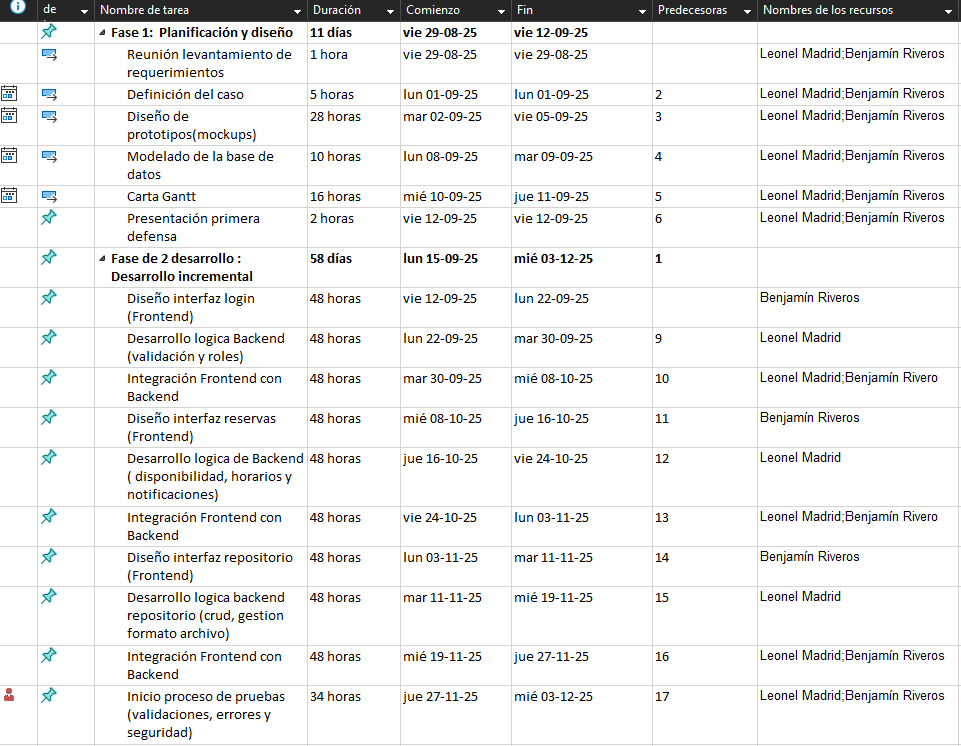 de Nombre de tarea Duración Comienzo Fin Predecesoras Nombres de los recursos
Fase 1: Planificación y diseño 11 días vie 29-08-25 vie 12-09-25
Reunión levantamiento de 1 hora vie 29-08-25 vie 29-08-25 Leonel Madrid;Benjamín Riveros
requerimientos
Definición del caso 5 horas lun 01-09-25 lun 01-09-25 2 Leonel Madrid;Benjamín Riveros
Diseño de 28 horas mar 02-09-25 vie 05-09-25 3 Leonel Madrid;Benjamín Riveros
prototipos(mockups)
Modelado de la base de 10 horas lun 08-09-25 mar 09-09-25 4 Leonel Madrid;Benjamín Riveros
datos
Carta Gantt 16 horas mié 10-09-25 jue 11-09-25 5 Leonel Madrid;Benjamín Riveros
Presentación primera 2 horas vie 12-09-25 vie 12-09-25 6 Leonel Madrid;Benjamín Riveros
defensa
Fase de 2 desarrollo : 58 días lun 15-09-25 mié 03-12-25 1
Desarrollo incremental
Diseño interfaz login 48 horas vie 12-09-25 lun 22-09-25 Benjamín Riveros
(Frontend)
Desarrollo logica Backend 48 horas lun 22-09-25 mar 30-09-25 9 Leonel Madrid
(validación y roles)
Integración Frontend con 48 horas mar 30-09-25 mié 08-10-25 10 Leonel Madrid;Benjamín Rivero
Backend
Diseño interfaz reservas 48 horas mié 08-10-25 jue 16-10-25 11 Benjamín Riveros
(Frontend)
Desarrollo logica de Backend 48 horas jue 16-10-25 vie 24-10-25 12 Leonel Madrid
( disponibilidad, horarios y
notificaciones)
Integración Frontend con 48 horas vie 24-10-25 lun 03-11-25 13 Leonel Madrid;Benjamín Rivero
Backend
Diseño interfaz repositorio 48 horas lun 03-11-25 mar 11-11-25 14 Benjamín Riveros
(Frontend)
Desarrollo logica backend 48 horas mar 11-11-25 mié 19-11-25 15 Leonel Madrid
repositorio (crud, gestion
formato archivo)
Integración Frontend con 48 horas mié 19-11-25 jue 27-11-25 16 Leonel Madrid;Benjamín Riveros
Backend
Inicio proceso de pruebas 34 horas jue 27-11-25 mié 03-12-25 17 Leonel Madrid;Benjamín Riveros
(validaciones, errores y
seguridad)